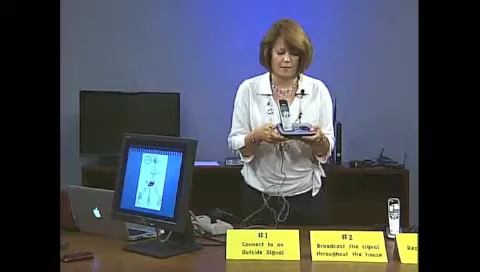 #1
Connect to an
Outside Signal
#2
Broadcast the signal
throughout the house